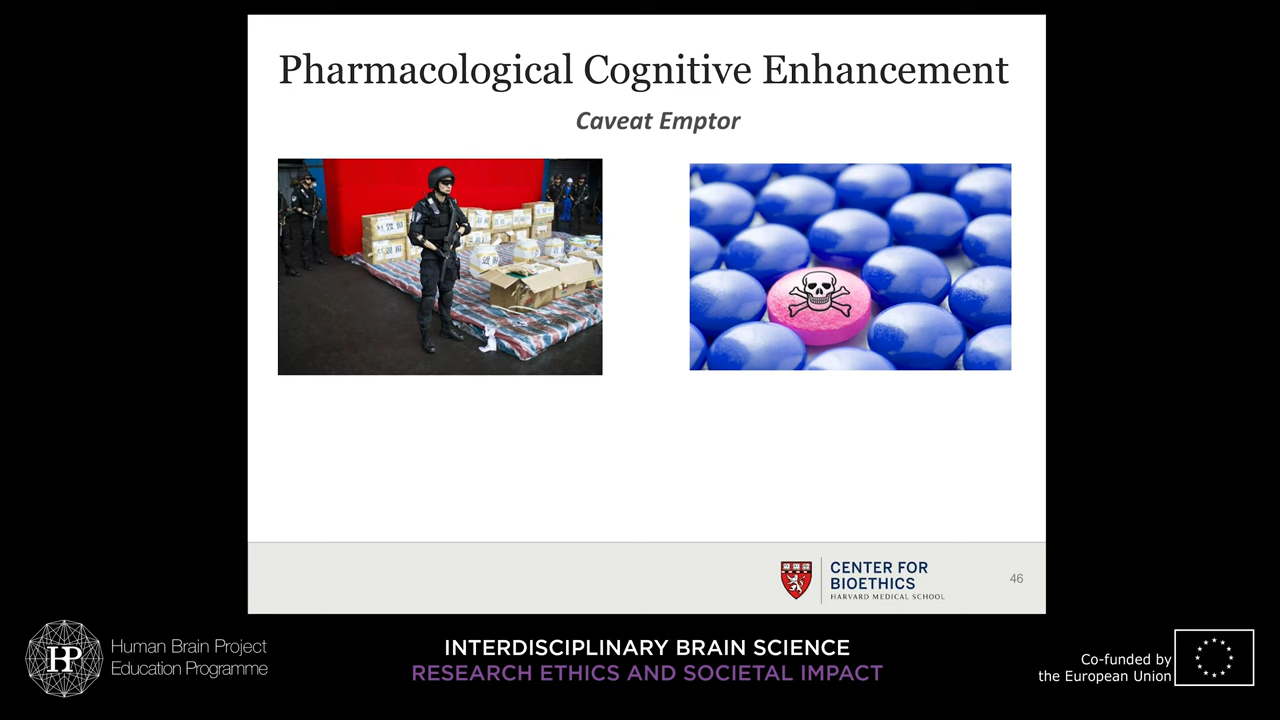 Pharmacological Cognitive Enhancement
Caveat Emptor
CENTER FOR
BIOETHICS
HARVARD MEDICAL SCHOOL
46
HP
Human Brain Project
Education Programme
INTERDISCIPLINARY BRAIN SCIENCE
RESEARCH ETHICS AND SOCIETAL IMPACT
Co-funded by
the European Union